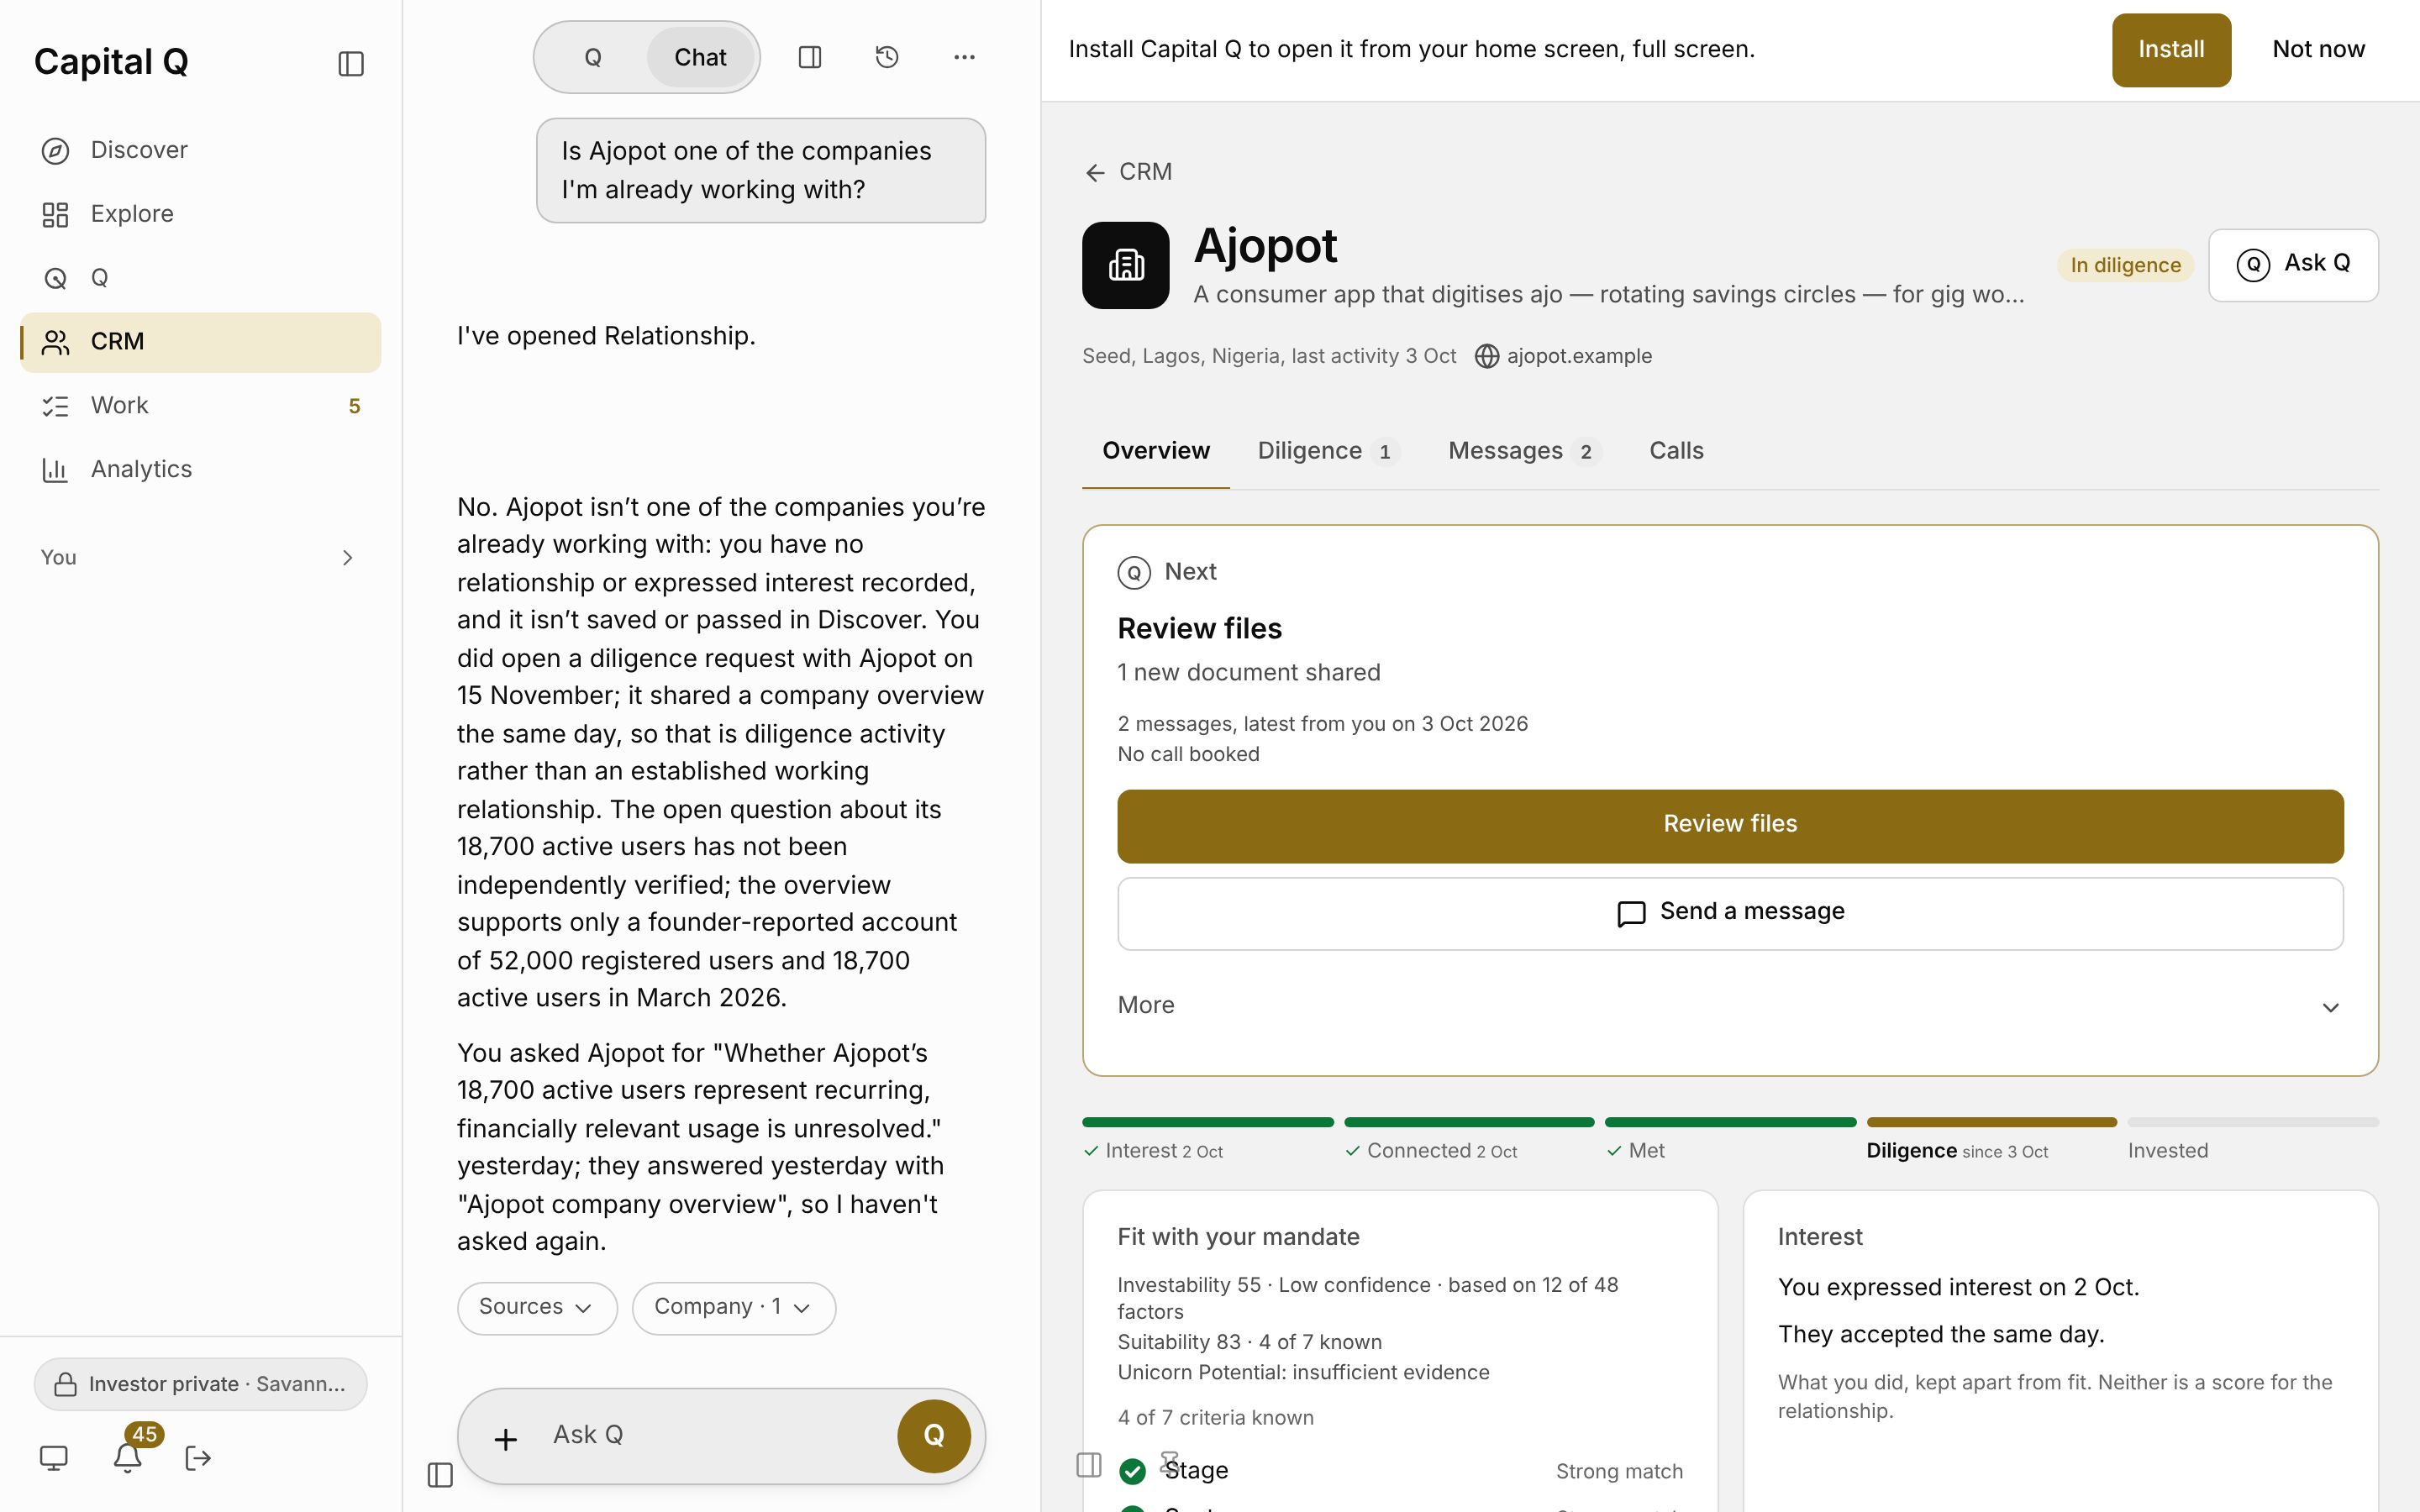 Capital Q
Discover
Explore
Q
CRM
Work 5
Analytics
You
Investor private · Savann...
45
Q Chat
Is Ajopot one of the companies
I'm already working with?
I've opened Relationship.
No. Ajopot isn’t one of the companies you’re
already working with: you have no
relationship or expressed interest recorded,
and it isn’t saved or passed in Discover. You
did open a diligence request with Ajopot on
15 November; it shared a company overview
the same day, so that is diligence activity
rather than an established working
relationship. The open question about its
18,700 active users has not been
independently verified; the overview
supports only a founder-reported account
of 52,000 registered users and 18,700
active users in March 2026.
You asked Ajopot for "Whether Ajopot’s
18,700 active users represent recurring,
financially relevant usage is unresolved."
yesterday; they answered yesterday with
"Ajopot company overview", so I haven't
asked again.
Sources Company · 1
Ask Q Q
Install Capital Q to open it from your home screen, full screen. Install Not now
CRM
Ajopot
A consumer app that digitises ajo — rotating savings circles — for gig wo...
In diligence
Q Ask Q
Seed, Lagos, Nigeria, last activity 3 Oct ajopot.example
Overview Diligence 1 Messages 2 Calls
Q Next
Review files
1 new document shared
2 messages, latest from you on 3 Oct 2026
No call booked
Review files
Send a message
More
Interest 2 Oct Connected 2 Oct Met Diligence since 3 Oct Invested
Fit with your mandate
Investability 55 · Low confidence · based on 12 of 48
factors
Suitability 83 · 4 of 7 known
Unicorn Potential: insufficient evidence
4 of 7 criteria known
Stage Strong match
Interest
You expressed interest on 2 Oct.
They accepted the same day.
What you did, kept apart from fit. Neither is a score for the
relationship.